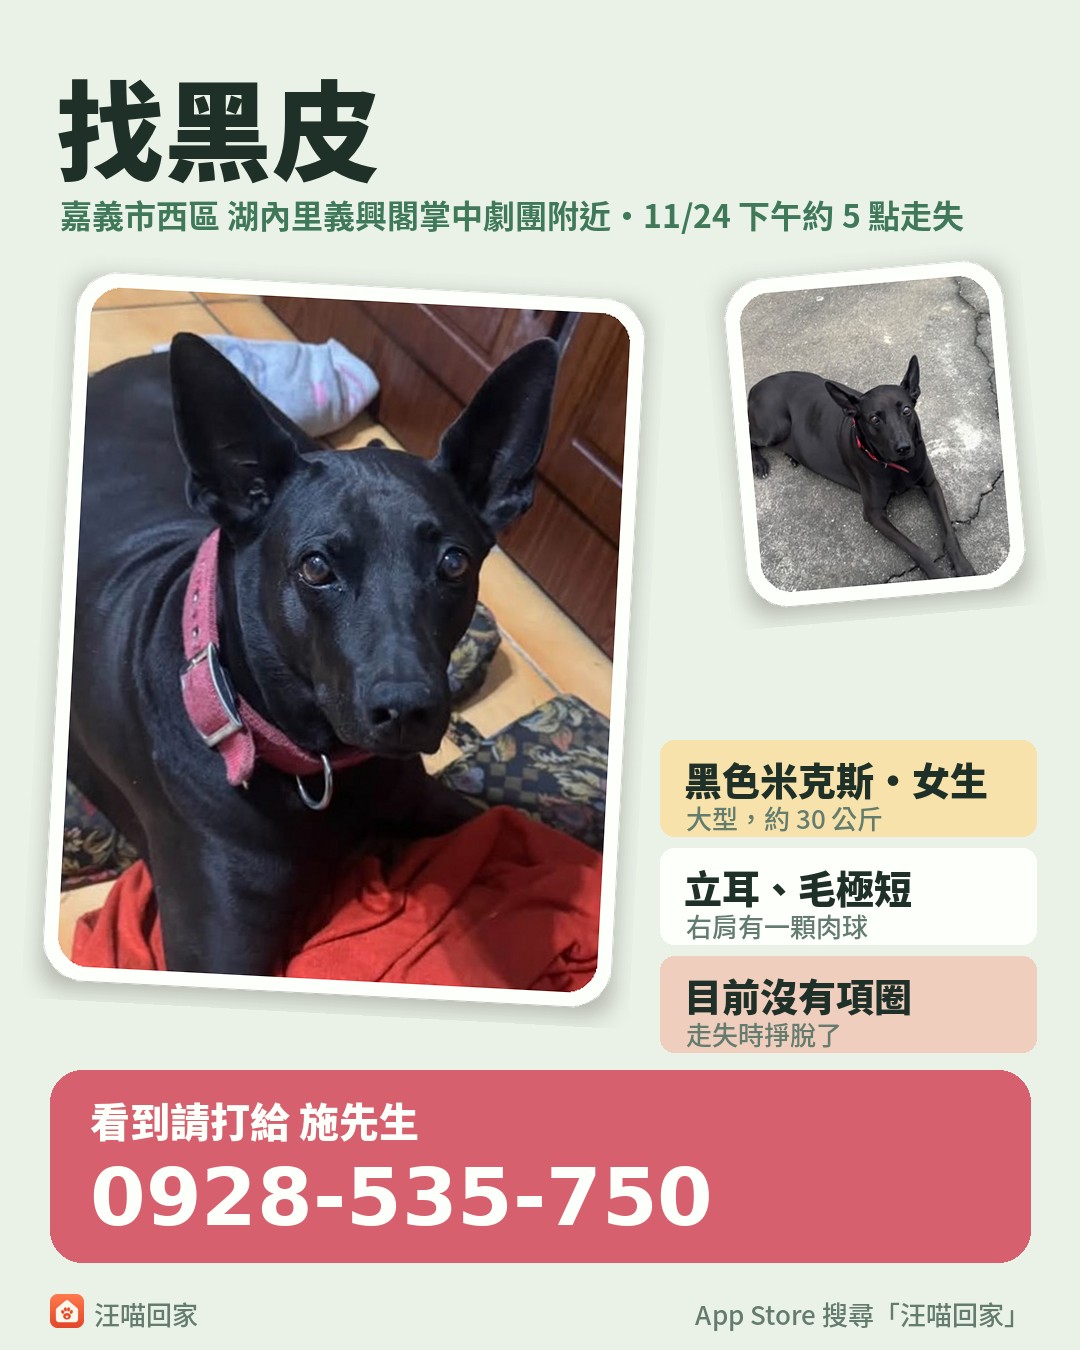 找黑皮
嘉義市西區 湖內里義興閣掌中劇團附近・11/24 下午約 5 點走失
黑色米克斯・女生
大型，約 30 公斤
立耳、毛極短
右肩有一顆肉球
目前沒有項圈
走失時掙脫了
看到請打給 施先生
0928-535-750
汪喵回家
App Store 搜尋「汪喵回家」